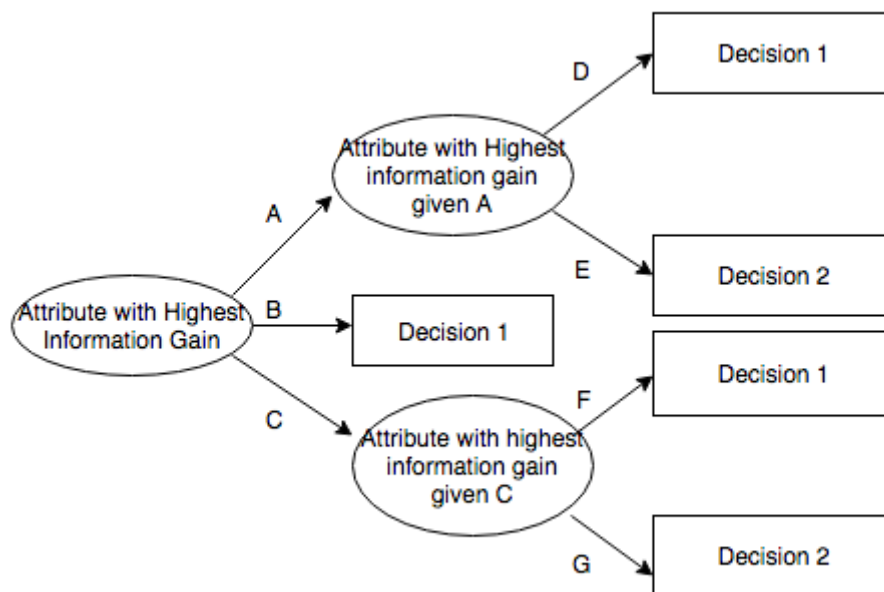 D
Decision 1
Attribute with Highest
information gain
given A
A
E
Decision 2
Attribute with Highest
Information Gain
B
Decision 1
C
F
Decision 1
Attribute with highest
information gain
given C
G
Decision 2